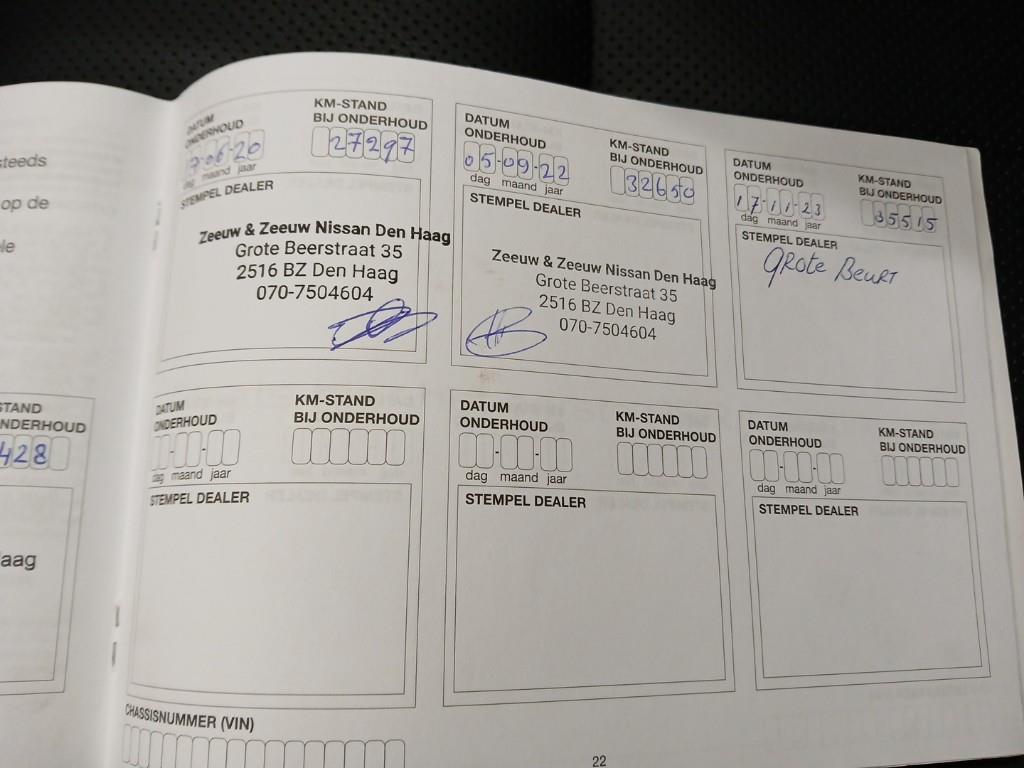 steeds
op de
STAND
NDERHOUD
428
aag
DATUM
ONDERHOUD
KM-STAND
BIJ ONDERHOUD
27297
06-20
dag maand jaar
STEMPEL DEALER
Zeeuw & Zeeuw Nissan Den Haag
Grote Beerstraat 35
2516 BZ Den Haag
070-7504604
DATUM
ONDERHOUD
KM-STAND
BIJ ONDERHOUD
05-09-22
32650
dag maand jaar
STEMPEL DEALER
Zeeuw & Zeeuw Nissan Den Haag
Grote Beerstraat 35
2516 BZ Den Haag
070-7504604
DATUM
ONDERHOUD
KM-STAND
BIJ ONDERHOUD
17-11-23
35515
dag maand jaar
STEMPEL DEALER
GROTE BEURT
DATUM
ONDERHOUD
KM-STAND
BIJ ONDERHOUD
dag maand jaar
STEMPEL DEALER
DATUM
ONDERHOUD
KM-STAND
BIJ ONDERHOUD
dag maand jaar
STEMPEL DEALER
DATUM
ONDERHOUD
KM-STAND
BIJ ONDERHOUD
dag maand jaar
STEMPEL DEALER
CHASSISNUMMER (VIN)
22